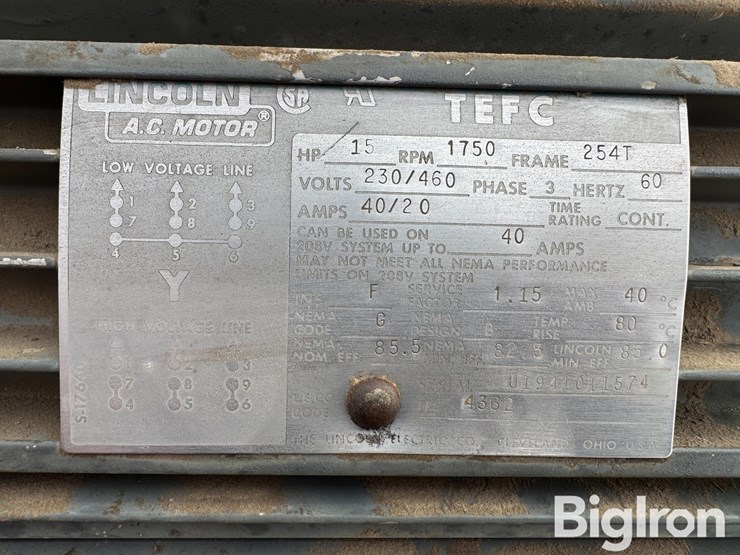 LINCOLN
A.C. MOTOR®
SA
TEFC
HP 15 RPM 1750 FRAME 254T
VOLTS 230/460 PHASE 3 HERTZ 60
AMPS 40/20 TIME RATING CONT.
CAN BE USED ON
208V SYSTEM UP TO 40 AMPS
MAY NOT MEET ALL NEMA PERFORMANCE
LIMITS ON 208V SYSTEM
INS F SERVICE FACTOR 1.15 MAX AMB 40 °C
NEMA CODE G NEMA DESIGN B TEMP RISE 80 °C
NEMA NOM EFF 85.5 NEMA MIN EFF 82.5 LINCOLN MIN EFF 85.0
SERIAL
CODE 4362
THE LINCOLN ELECTRIC CO. CLEVELAND OHIO U.S.A.
LOW VOLTAGE LINE
1 2 3
7 8 9
4 5 6
Y
HIGH VOLTAGE LINE
1 2 3
7 8 9
4 5 6
BigIron